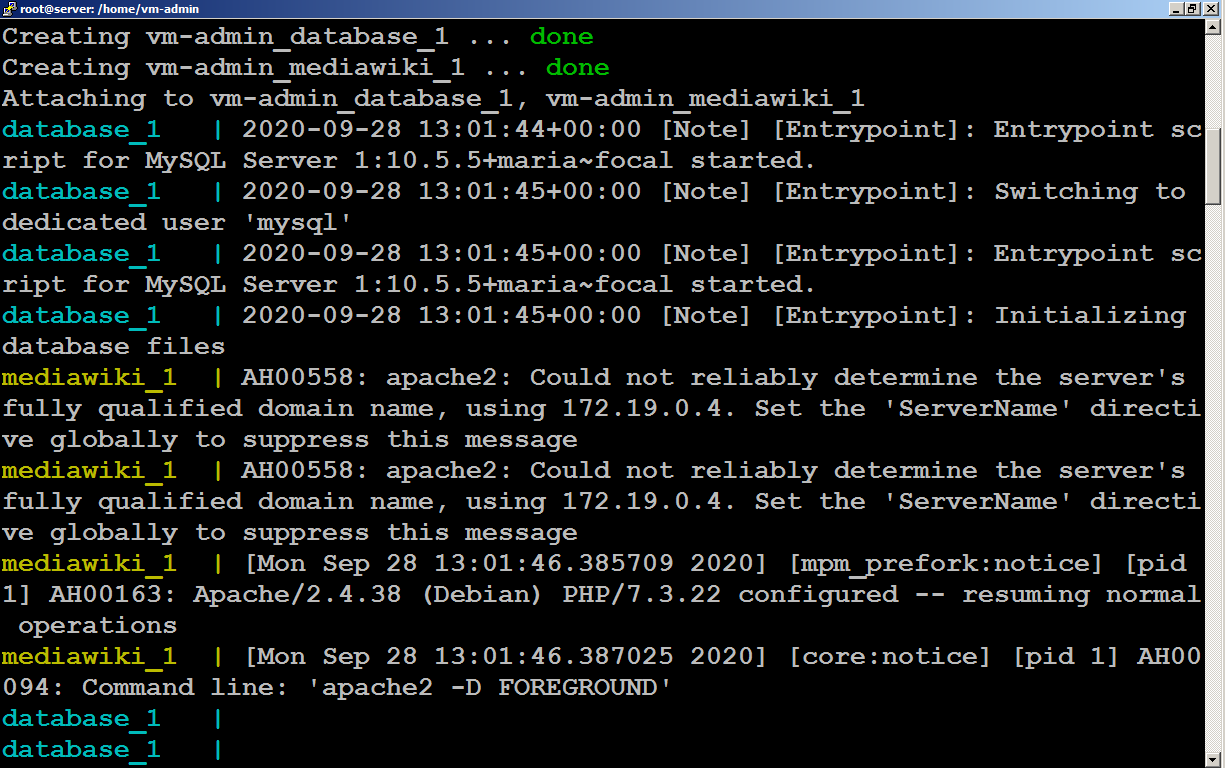 root@server: /home/vm-admin
Creating vm-admin_database_1 ... done
Creating vm-admin_mediawiki_1 ... done
Attaching to vm-admin_database_1, vm-admin_mediawiki_1
database_1   | 2020-09-28 13:01:44+00:00 [Note] [Entrypoint]: Entrypoint sc
ript for MySQL Server 1:10.5.5+maria~focal started.
database_1   | 2020-09-28 13:01:45+00:00 [Note] [Entrypoint]: Switching to
dedicated user 'mysql'
database_1   | 2020-09-28 13:01:45+00:00 [Note] [Entrypoint]: Entrypoint sc
ript for MySQL Server 1:10.5.5+maria~focal started.
database_1   | 2020-09-28 13:01:45+00:00 [Note] [Entrypoint]: Initializing
database files
mediawiki_1  | AH00558: apache2: Could not reliably determine the server's
fully qualified domain name, using 172.19.0.4. Set the 'ServerName' directi
ve globally to suppress this message
mediawiki_1  | AH00558: apache2: Could not reliably determine the server's
fully qualified domain name, using 172.19.0.4. Set the 'ServerName' directi
ve globally to suppress this message
mediawiki_1  | [Mon Sep 28 13:01:46.385709 2020] [mpm_prefork:notice] [pid
1] AH00163: Apache/2.4.38 (Debian) PHP/7.3.22 configured -- resuming normal
 operations
mediawiki_1  | [Mon Sep 28 13:01:46.387025 2020] [core:notice] [pid 1] AH00
094: Command line: 'apache2 -D FOREGROUND'
database_1   |
database_1   |